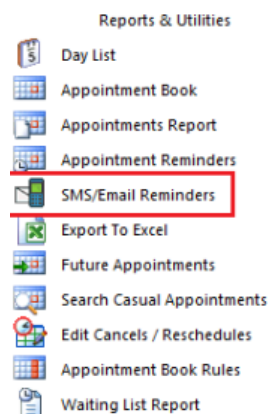 Reports & Utilities
5
Day List
Appointment Book
Appointments Report
Appointment Reminders
SMS/Email Reminders
Export To Excel
Future Appointments
Search Casual Appointments
Edit Cancels / Reschedules
Appointment Book Rules
Waiting List Report